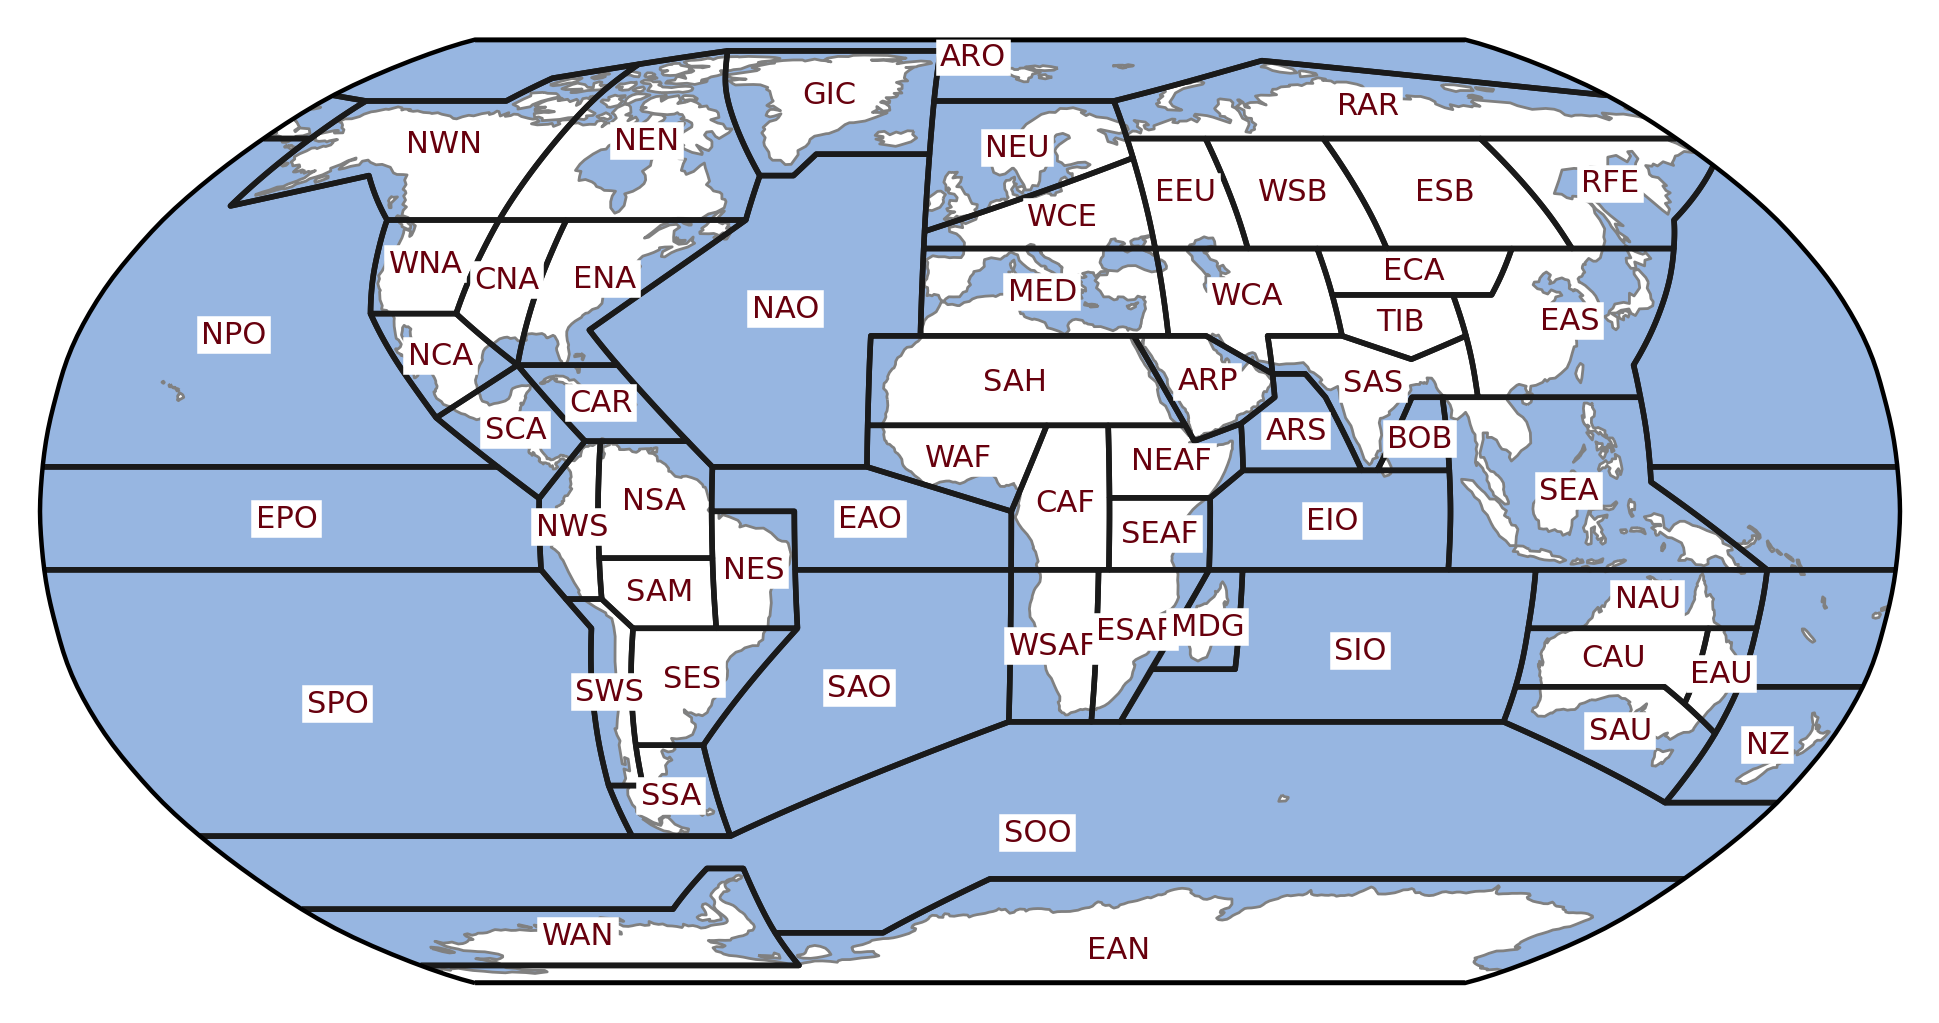 ARO
GIC
RAR
NWN
NEN
NEU
RFE
EEU
WSB
ESB
WCE
WNA
CNA
ENA
ECA
MED
WCA
NAO
TIB
EAS
NPO
NCA
SAH
ARP
SAS
CAR
SCA
ARS
BOB
WAF
NEAF
SEA
NSA
CAF
EPO
NWS
EAO
EIO
SEAF
NES
SAM
NAU
MDG
ESAF
WSAF
SIO
CAU
EAU
SES
SWS
SAO
SPO
SAU
NZ
SSA
SOO
WAN
EAN